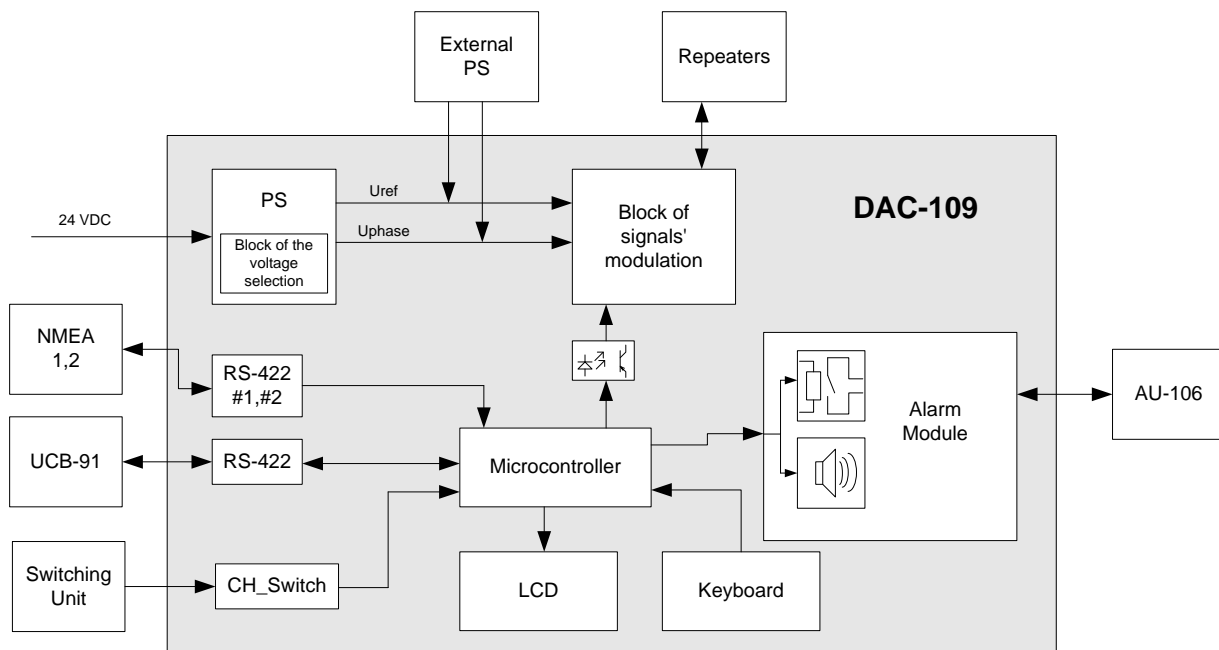 External
PS
Repeaters
DAC-109
24 VDC
PS
Block of the
voltage
selection
Uref
Uphase
Block of
signals'
modulation
NMEA
1,2
RS-422
#1,#2
Alarm
Module
AU-106
UCB-91
RS-422
Microcontroller
Switching
Unit
CH_Switch
LCD
Keyboard